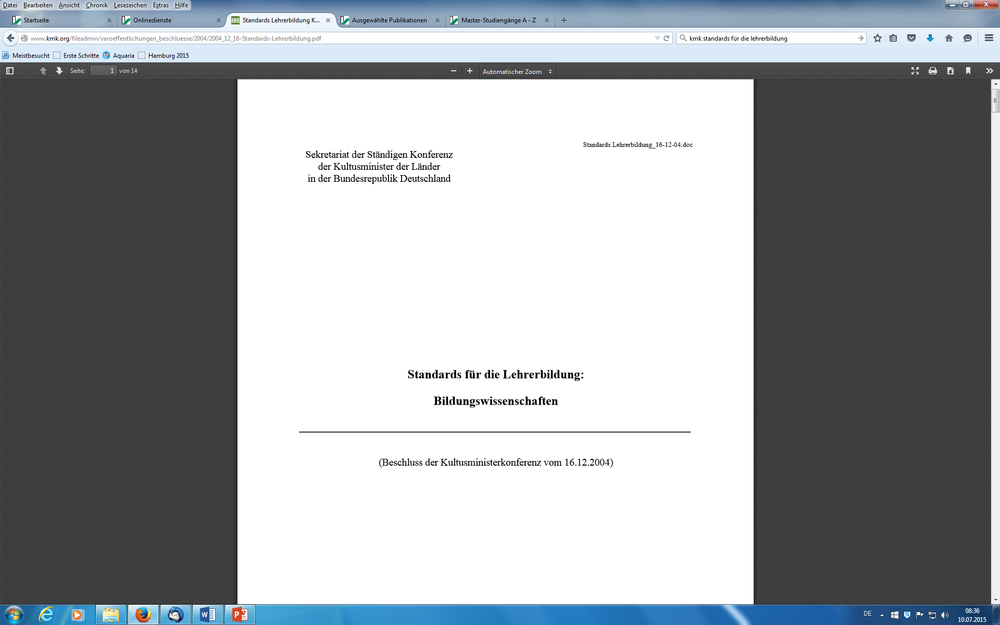 Datei Bearbeiten Ansicht Chronik Lesezeichen Extras Hilfe
Startseite Onlinedienste Standards Lehrerbildung K... Ausgewählte Publikationen Master-Studiengänge A - Z
www.kmk.org/fileadmin/veroeffentlichungen_beschluesse/2004/2004_12_16-Standards-Lehrerbildung.pdf kmk standards für die lehrerbildung
Meistbesucht Erste Schritte Aquaria Hamburg 2015
Seite: 1 von 14 Automatischer Zoom
Standards Lehrerbildung_16-12-04.doc
Sekretariat der Ständigen Konferenz
der Kultusminister der Länder
in der Bundesrepublik Deutschland
Standards für die Lehrerbildung:
Bildungswissenschaften
(Beschluss der Kultusministerkonferenz vom 16.12.2004)
DE 08:36
10.07.2015